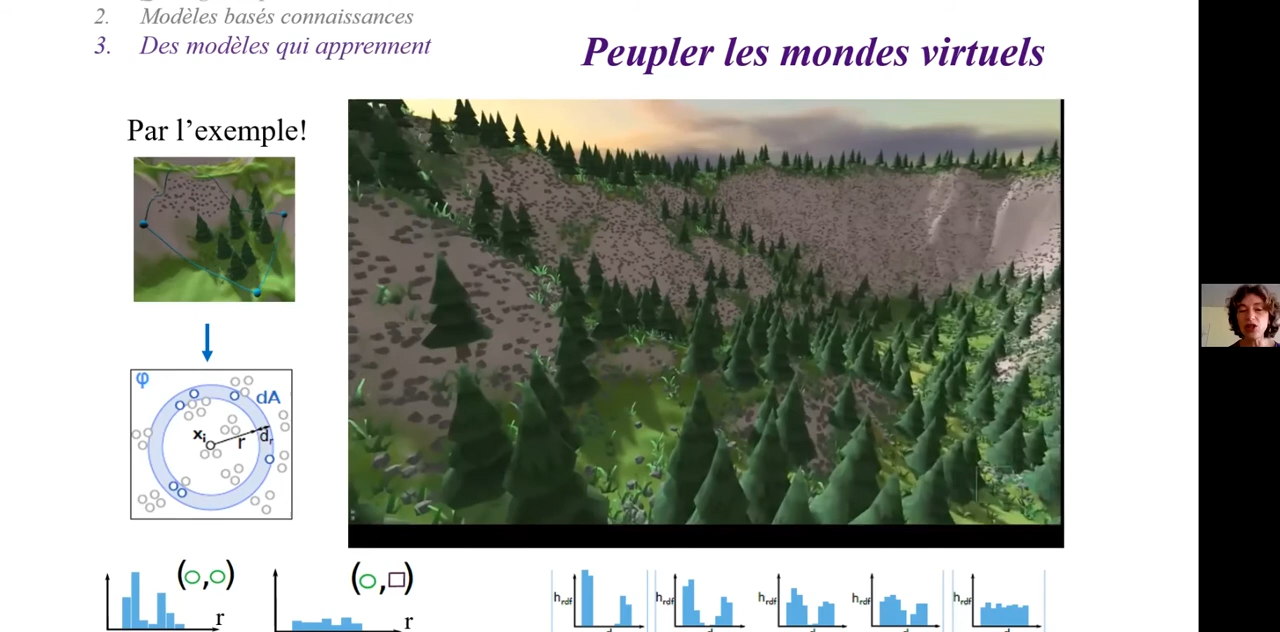 2. Modèles basés connaissances
3. Des modèles qui apprennent
Peupler les mondes virtuels
Par l'exemple!
φ
dA
xi
r
dr
(○,○)
r
(○,□)
r
hrdf
hrdf
hrdf
hrdf
hrdf